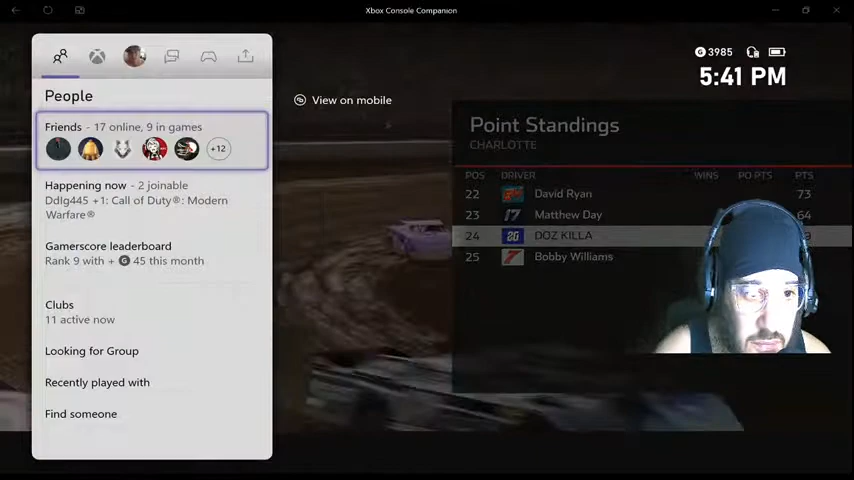 Xbox Console Companion
G 3985
5:41 PM
People
Friends - 17 online, 9 in games
+12
Happening now - 2 joinable
Ddlg445 +1: Call of Duty®: Modern
Warfare®
Gamerscore leaderboard
Rank 9 with + G 45 this month
Clubs
11 active now
Looking for Group
Recently played with
Find someone
View on mobile
Point Standings
CHARLOTTE
POS DRIVER WINS PO PTS PTS
22 David Ryan 73
23 17 Matthew Day 64
24 26 DOZ KILLA
25 7 Bobby Williams